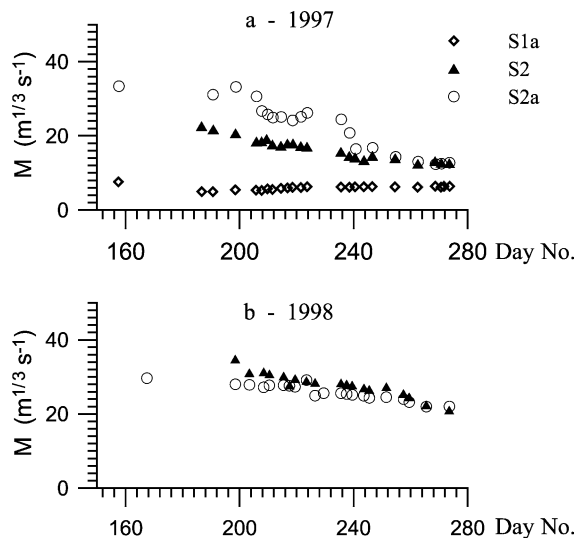 a - 1997
S1a
S2
S2a
M (m1/3 s-1)
40
20
0
160
200
240
280
Day No.
b - 1998
M (m1/3 s-1)
40
20
0
160
200
240
280
Day No.